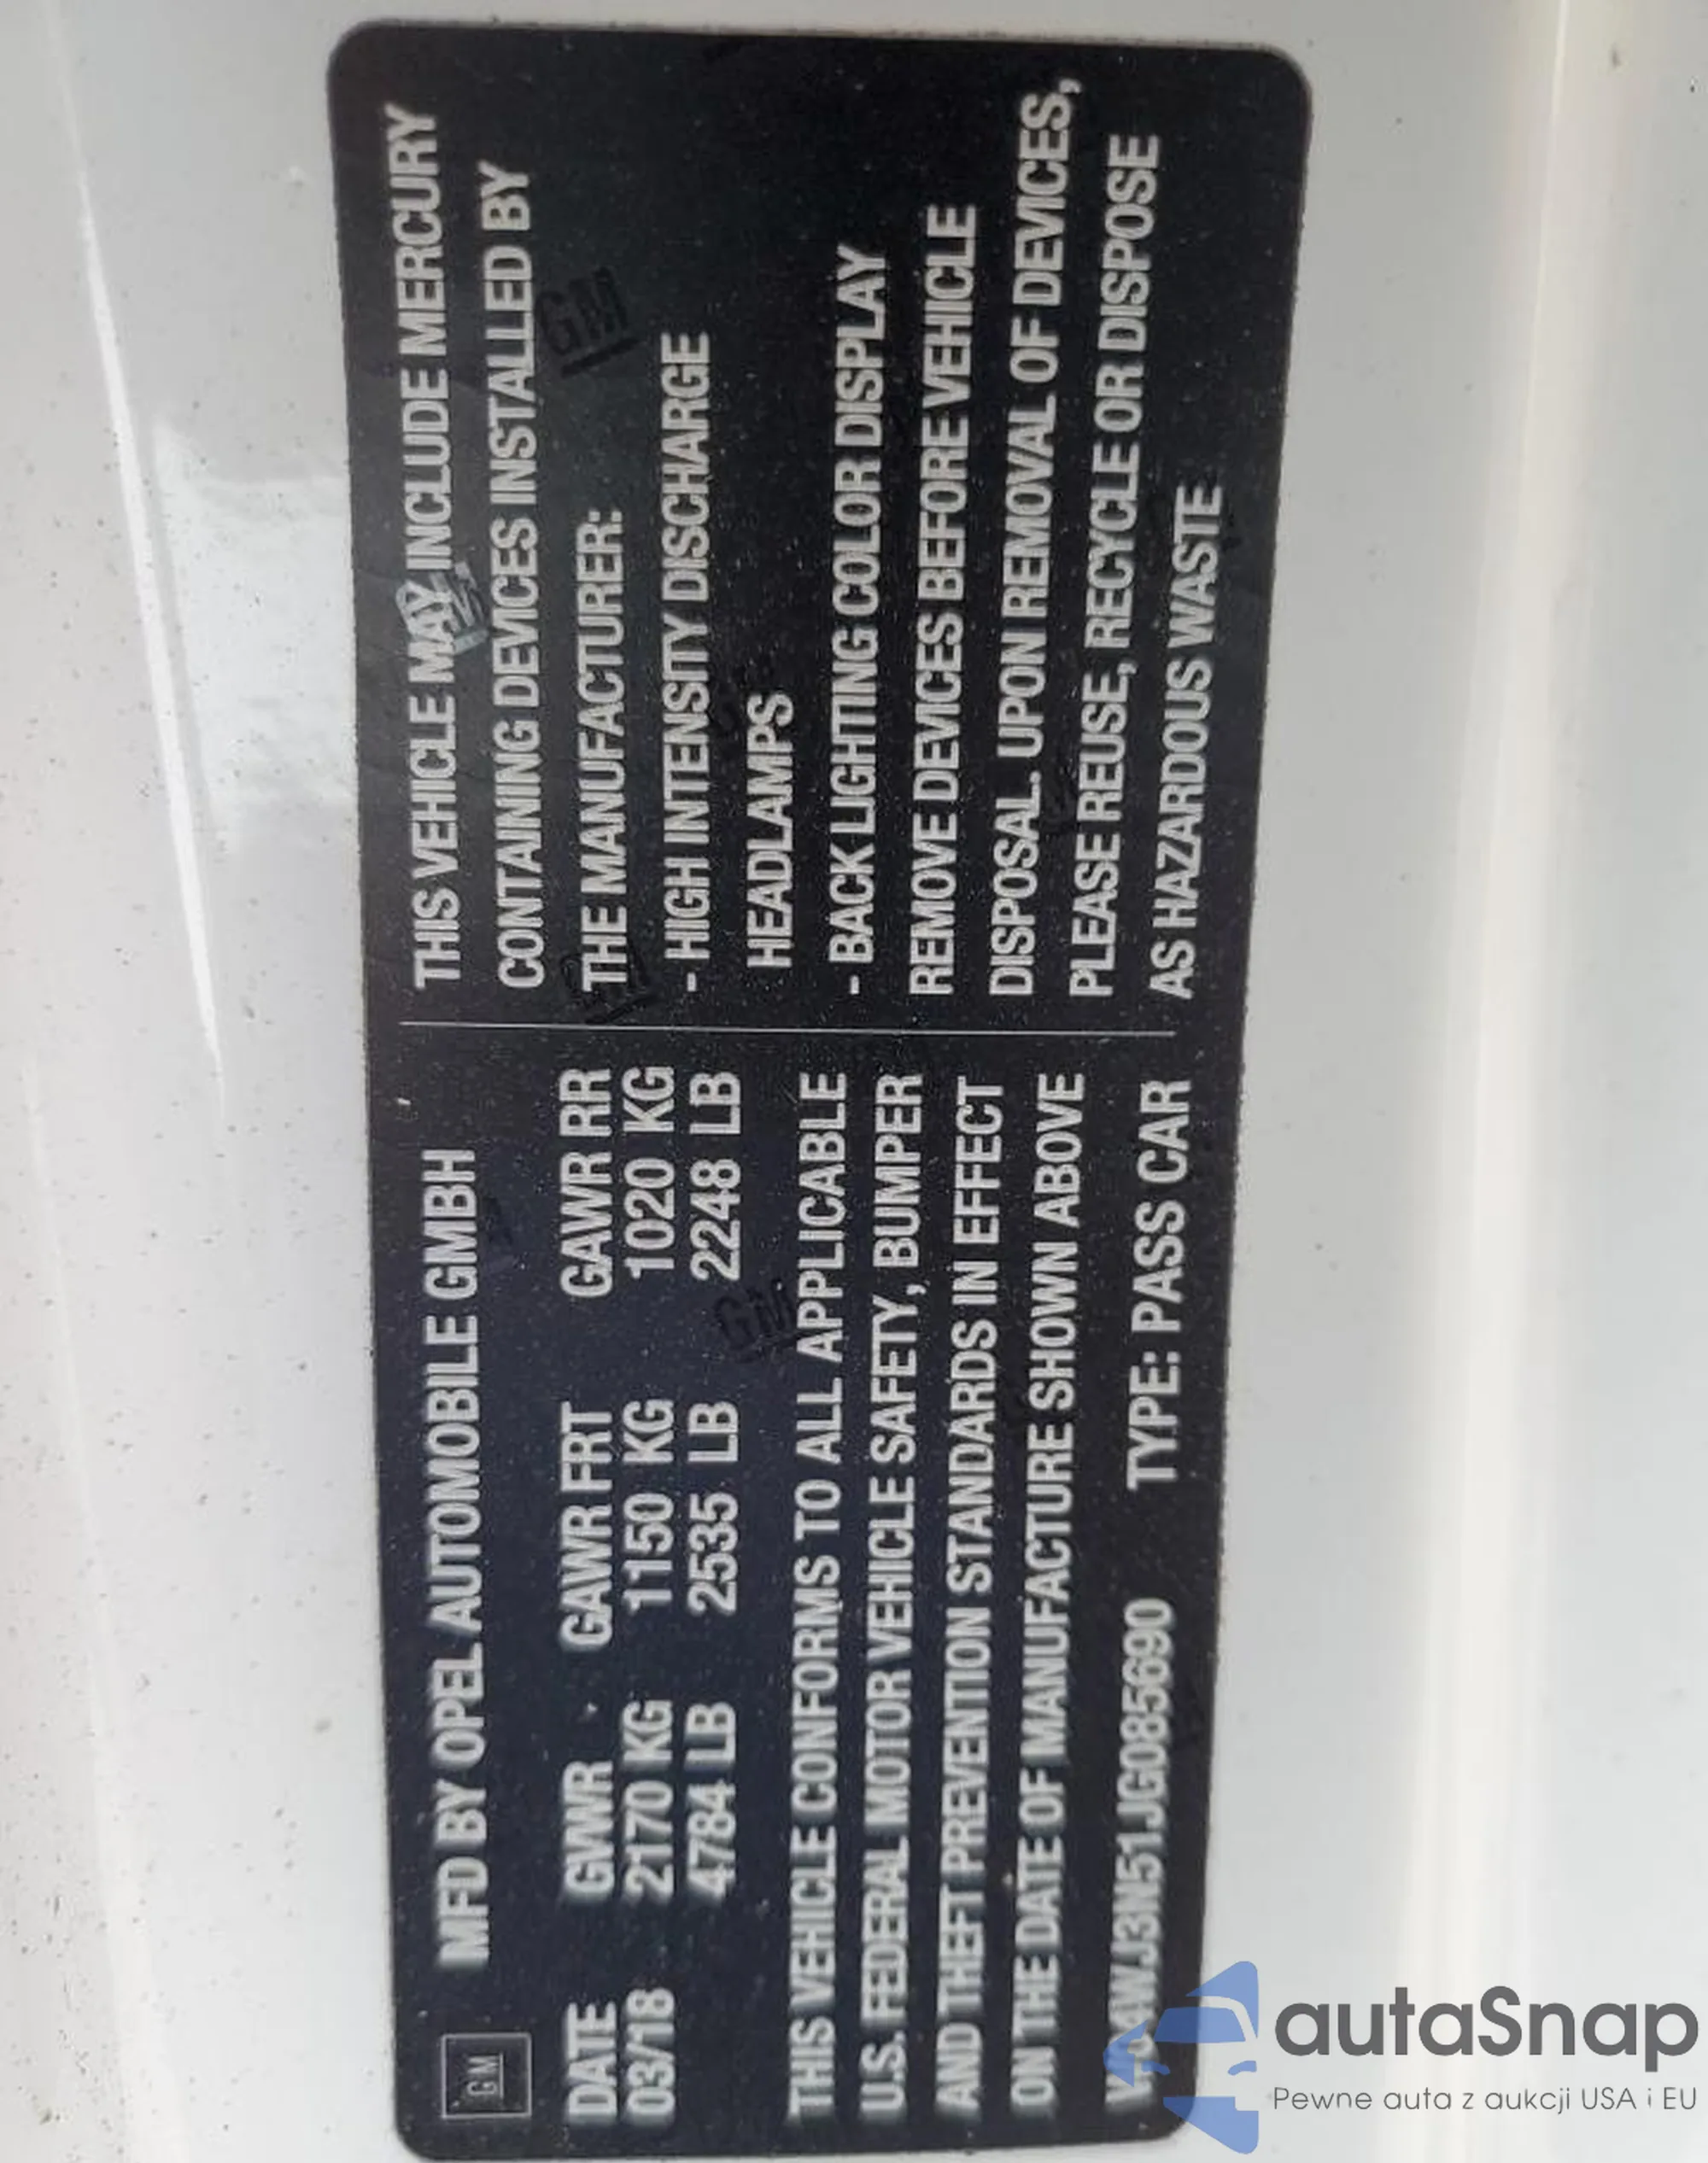 GM
MFD BY OPEL AUTOMOBILE GMBH
DATE GWWR GAWR FRT GAWR RR
03/18 2170 KG 1150 KG 1020 KG
4784 LB 2535 LB 2248 LB
THIS VEHICLE CONFORMS TO ALL APPLICABLE
U.S. FEDERAL MOTOR VEHICLE SAFETY, BUMPER
AND THEFT PREVENTION STANDARDS IN EFFECT
ON THE DATE OF MANUFACTURE SHOWN ABOVE
TYPE: PASS CAR
THIS VEHICLE MAY INCLUDE MERCURY
CONTAINING DEVICES INSTALLED BY
THE MANUFACTURER:
- HIGH INTENSITY DISCHARGE
HEADLAMPS
- BACK LIGHTING COLOR DISPLAY
REMOVE DEVICES BEFORE VEHICLE
DISPOSAL. UPON REMOVAL OF DEVICES,
PLEASE REUSE, RECYCLE OR DISPOSE
AS HAZARDOUS WASTE
autaSnap
Pewne auta z aukcji USA i EU